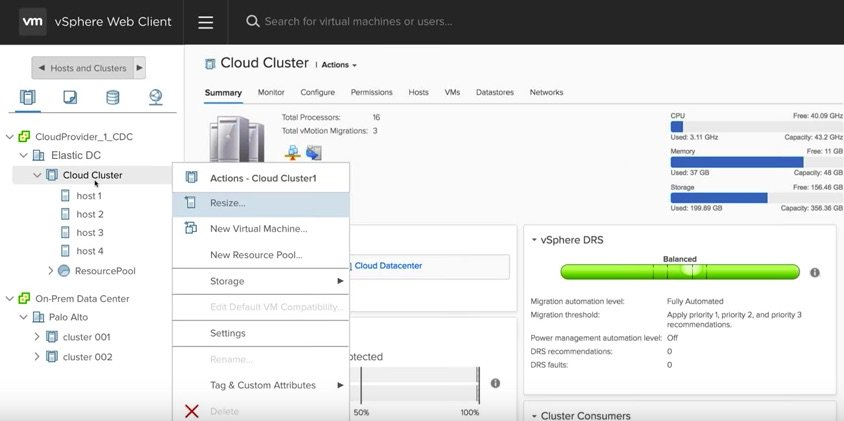 vm vSphere Web Client
Search for virtual machines or users...
Hosts and Clusters
CloudProvider_1_CDC
Elastic DC
Cloud Cluster
host 1
host 2
host 3
host 4
ResourcePool
On-Prem Data Center
Palo Alto
cluster 001
cluster 002
Actions - Cloud Cluster1
Resize...
New Virtual Machine...
New Resource Pool...
Storage
Edit Default VM Compatibility...
Settings
Rename...
Tag & Custom Attributes
Delete
Cloud Cluster Actions
Summary Monitor Configure Permissions Hosts VMs Datastores Networks
Total Processors: 16
Total vMotion Migrations: 3
CPU Free: 40.09 GHz
Used: 3.11 GHz Capacity: 43.2 GHz
Memory Free: 11 GB
Used: 37 GB Capacity: 48 GB
Storage Free: 156.46 GB
Used: 199.89 GB Capacity: 356.36 GB
Cloud Datacenter
50% 100%
vSphere DRS
Balanced
Migration automation level: Fully Automated
Migration threshold: Apply priority 1, priority 2, and priority 3
recommendations.
Power management automation level: Off
DRS recommendations: 0
DRS faults: 0
Cluster Consumers